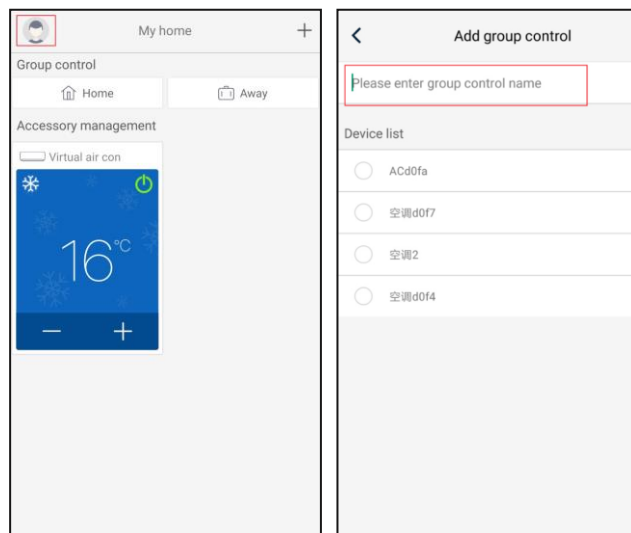 My home
+
Group control
Home
Away
Accessory management
Virtual air con
16°C
− +
Add group control
Please enter group control name
Device list
ACd0fa
空调d0f7
空调2
空调d0f4